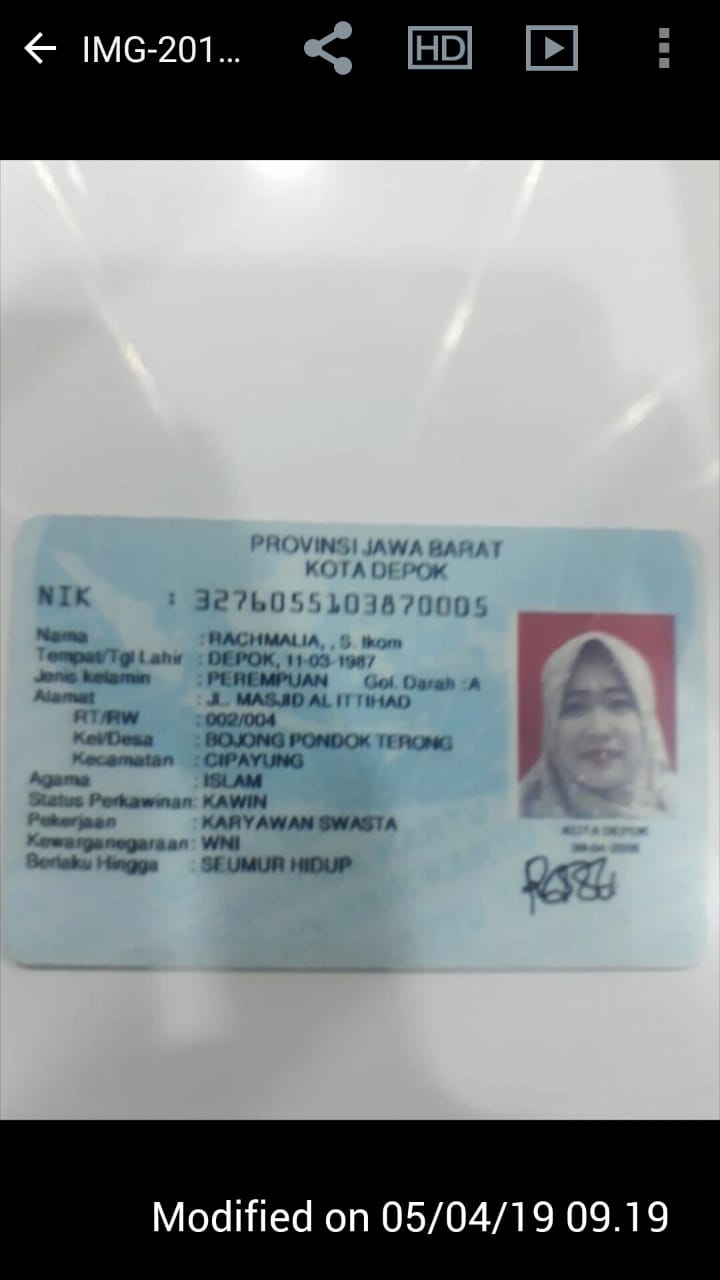 IMG-201...
HD
PROVINSI JAWA BARAT
KOTA DEPOK
NIK : 3276055103870005
Nama : RACHMALIA, , S. Ikom
Tempat/Tgl Lahir : DEPOK, 11-03-1987
Jenis kelamin : PEREMPUAN Gol. Darah : A
Alamat : JL. MASJID AL ITTIHAD
RT/RW : 002/004
Kel/Desa : BOJONG PONDOK TERONG
Kecamatan : CIPAYUNG
Agama : ISLAM
Status Perkawinan: KAWIN
Pekerjaan : KARYAWAN SWASTA
Kewarganegaraan: WNI
Berlaku Hingga : SEUMUR HIDUP
KOTA DEPOK
Modified on 05/04/19 09.19